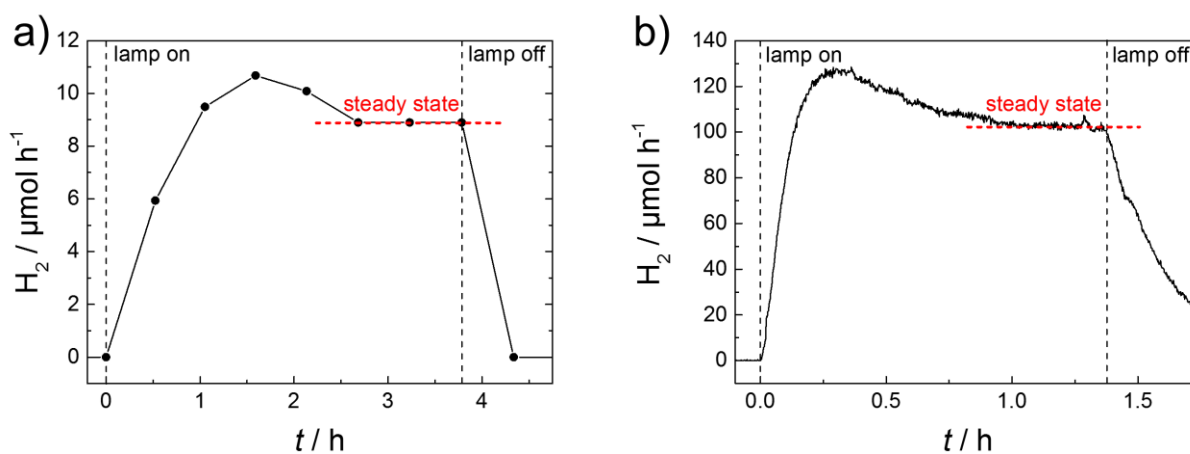 a)
lamp on
lamp off
steady state
12
10
8
6
4
2
0
H₂ / µmol h⁻¹
0 1 2 3 4
t / h
b)
lamp on
lamp off
steady state
140
120
100
80
60
40
20
0
H₂ / µmol h⁻¹
0.0 0.5 1.0 1.5
t / h